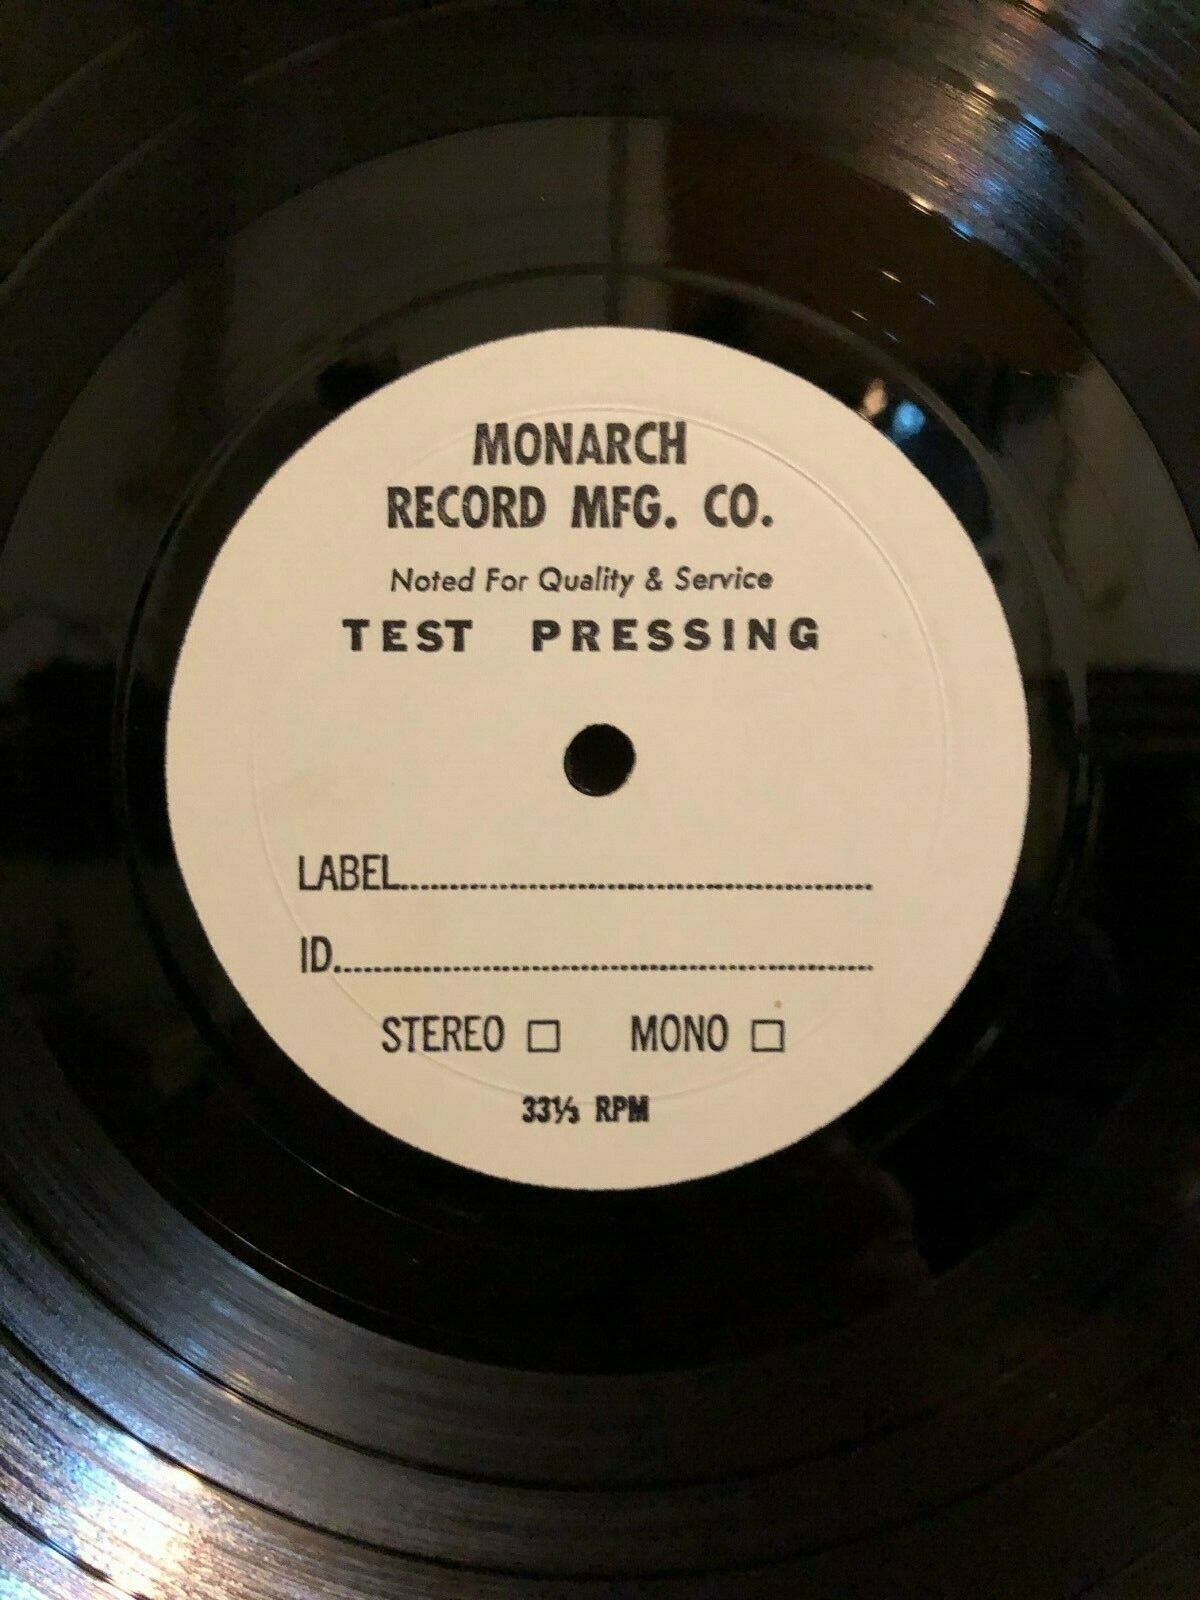 MONARCH
RECORD MFG. CO.
Noted For Quality & Service
TEST PRESSING
LABEL
ID.
STEREO □ MONO □
33⅓ RPM